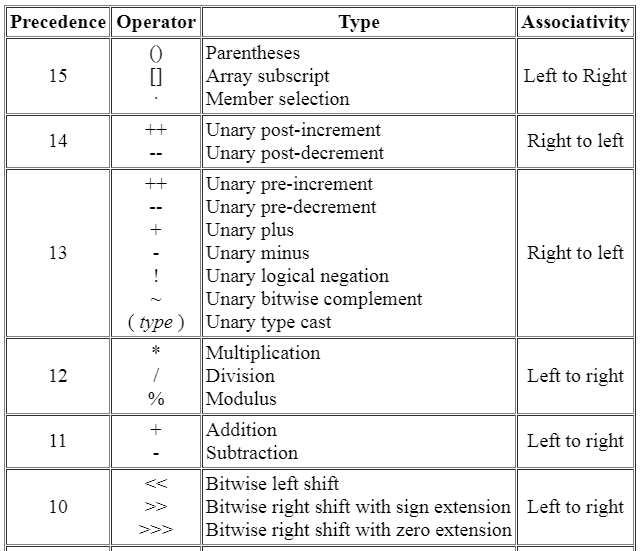 Precedence Operator Type Associativity
15 () Parentheses Left to Right
[] Array subscript
· Member selection
14 ++ Unary post-increment Right to left
-- Unary post-decrement
13 ++ Unary pre-increment Right to left
-- Unary pre-decrement
+ Unary plus
- Unary minus
! Unary logical negation
~ Unary bitwise complement
( type ) Unary type cast
12 * Multiplication Left to right
/ Division
% Modulus
11 + Addition Left to right
- Subtraction
10 << Bitwise left shift Left to right
>> Bitwise right shift with sign extension
>>> Bitwise right shift with zero extension